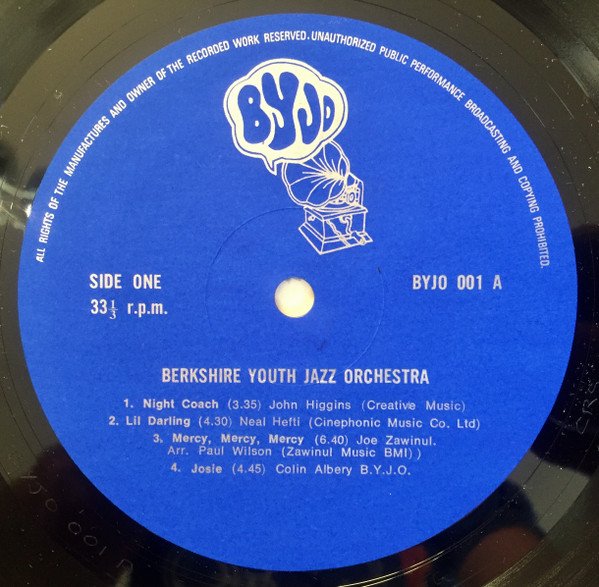 ALL RIGHTS OF THE MANUFACTURES AND OWNER OF THE RECORDED WORK RESERVED. UNAUTHORIZED PUBLIC PERFORMANCE BROADCASTING AND COPYING PROHIBITED.
BYJO
SIDE ONE
33⅓ r.p.m.
BYJO 001 A
BERKSHIRE YOUTH JAZZ ORCHESTRA
1. Night Coach (3.35) John Higgins (Creative Music)
2. Lil Darling (4.30) Neal Hefti (Cinephonic Music Co. Ltd)
3. Mercy, Mercy, Mercy (6.40) Joe Zawinul.
Arr. Paul Wilson (Zawinul Music BMI) )
4. Josie (4.45) Colin Albery B.Y.J.O.
YJO 001